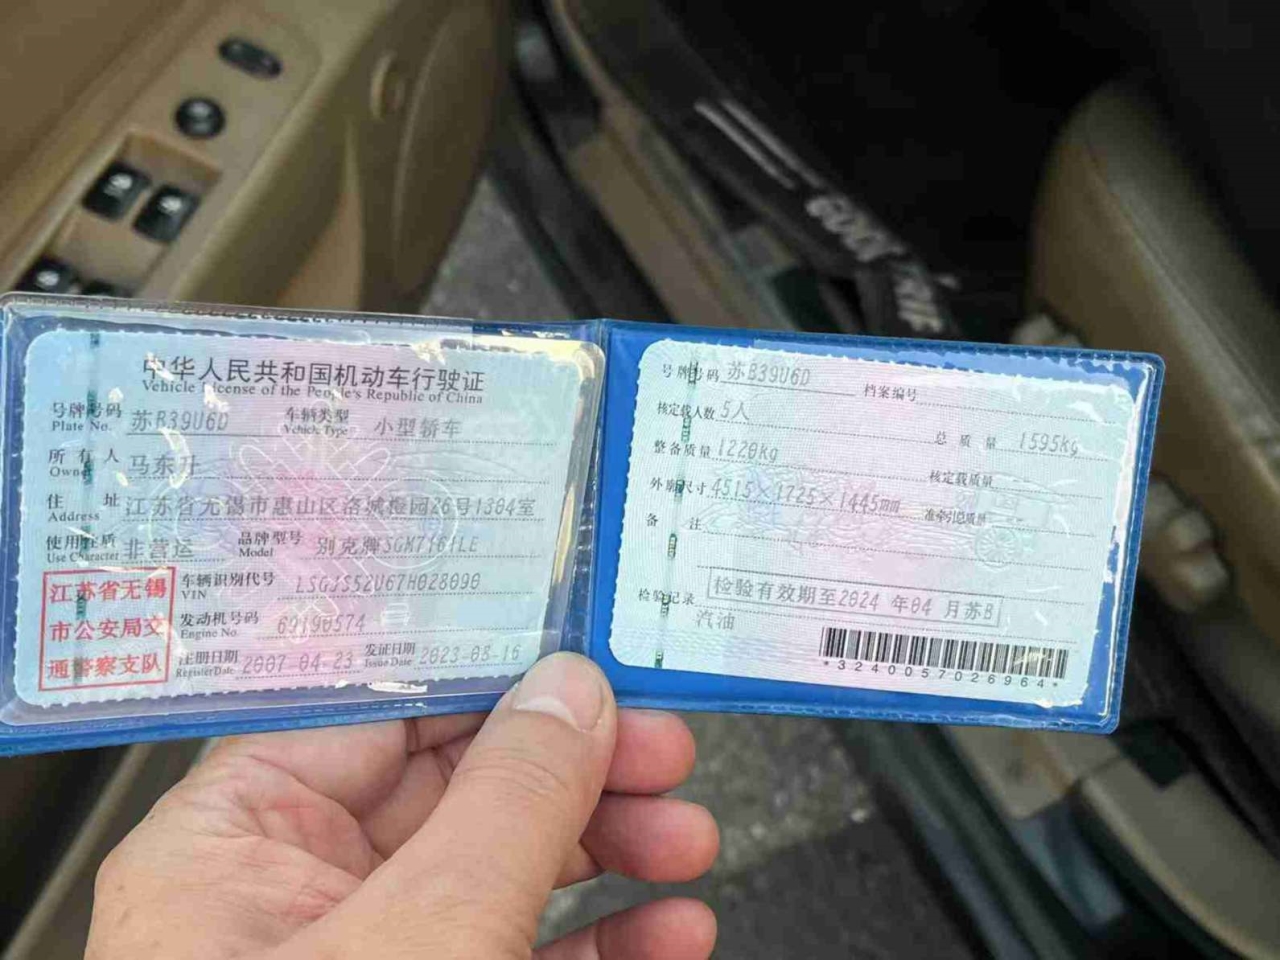 中华人民共和国机动车行驶证
Vehicle License of the People's Republic of China
号牌号码 苏B39U6D 车辆类型 小型轿车
Plate No. Vehicle Type
所有人 马东升
Owner
住址 江苏省无锡市惠山区洛城橙园26号1304室
Address
使用性质 非营运 品牌型号 别克牌SGM7161LE
Use Character Model
江苏省无锡
市公安局交
通警察支队
车辆识别代号 LSGJS52U67H028090
VIN
发动机号码 69190574
Engine No.
注册日期 2007-04-23 发证日期 2023-08-16
Register Date Issue Date
号牌号码 苏B39U6D 档案编号
核定载人数 5人 总质量 1595kg
整备质量 1220kg 核定载质量 --
外廓尺寸 4515×1725×1445mm 准牵引总质量 --
备注
检验记录 检验有效期至2024年04月苏B
汽油
*3240057026964*